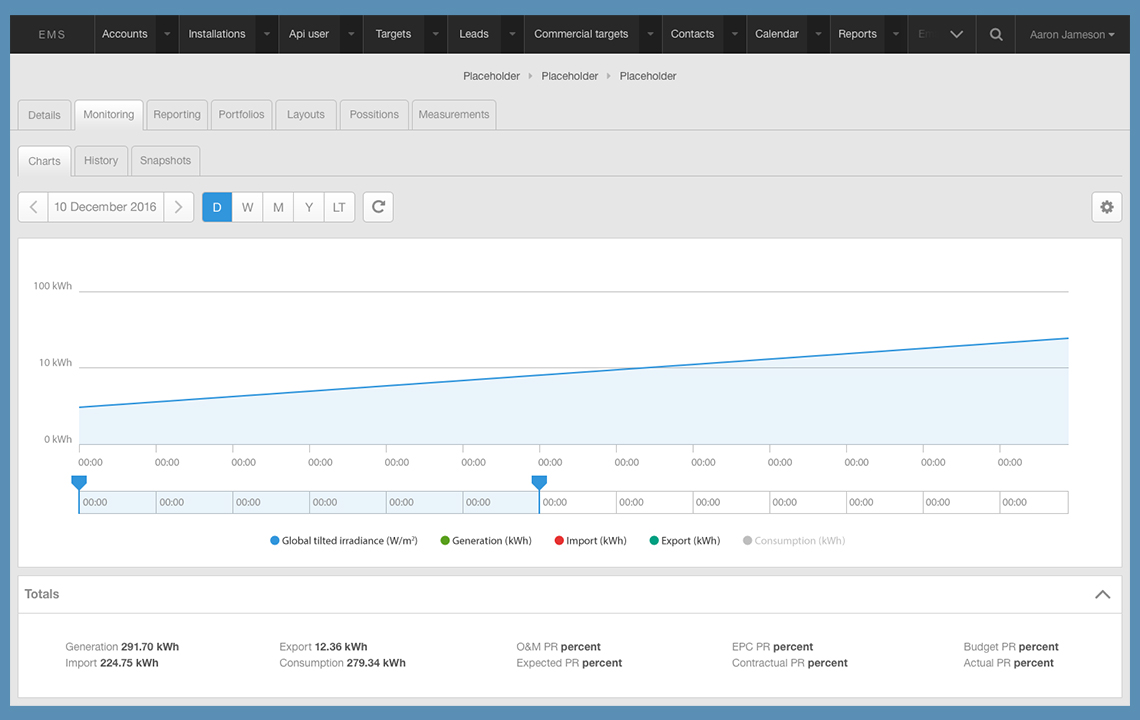 EMS Accounts Installations Api user Targets Leads Commercial targets Contacts Calendar Reports Aaron Jameson
Placeholder Placeholder Placeholder
Details Monitoring Reporting Portfolios Layouts Possitions Measurements
Charts History Snapshots
10 December 2016 D W M Y LT
100 kWh
10 kWh
0 kWh
00:00 00:00 00:00 00:00 00:00 00:00 00:00 00:00 00:00 00:00 00:00 00:00 00:00
00:00 00:00 00:00 00:00 00:00 00:00 00:00 00:00 00:00 00:00 00:00 00:00 00:00
Global tilted irradiance (W/m²) Generation (kWh) Import (kWh) Export (kWh) Consumption (kWh)
Totals
Generation 291.70 kWh Export 12.36 kWh O&M PR percent EPC PR percent Budget PR percent
Import 224.75 kWh Consumption 279.34 kWh Expected PR percent Contractual PR percent Actual PR percent